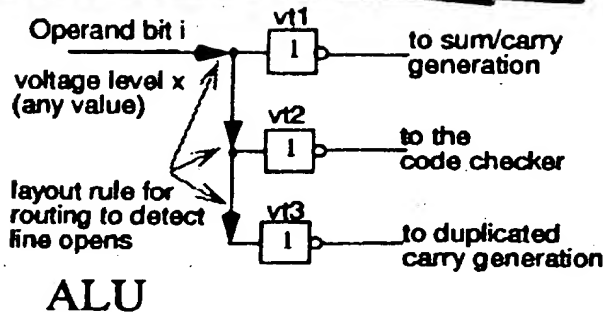 Operand bit i
vt1
1
to sum/carry
generation
voltage level x
(any value)
vt2
1
to the
code checker
layout rule for
routing to detect
line opens
vt3
1
to duplicated
carry generation
ALU